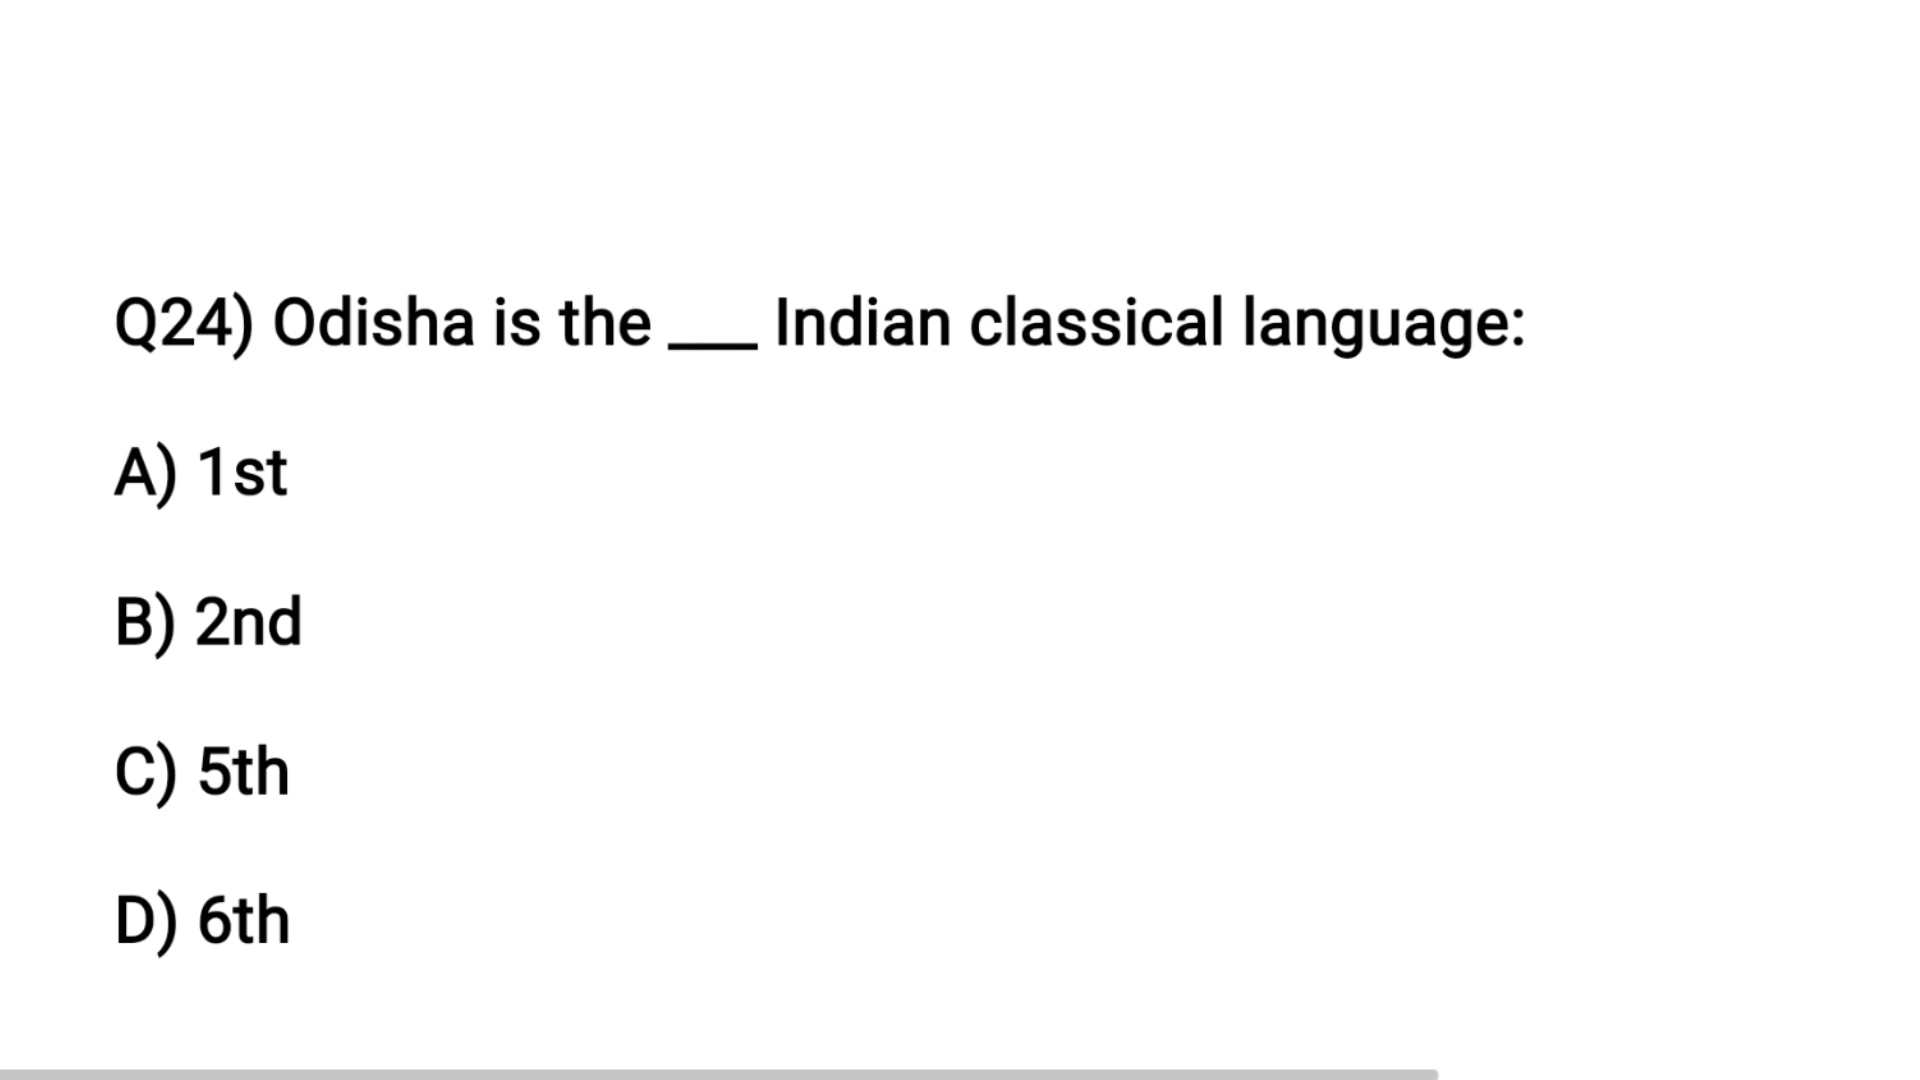 Q24) Odisha is the ___ Indian classical language:
A) 1st
B) 2nd
C) 5th
D) 6th